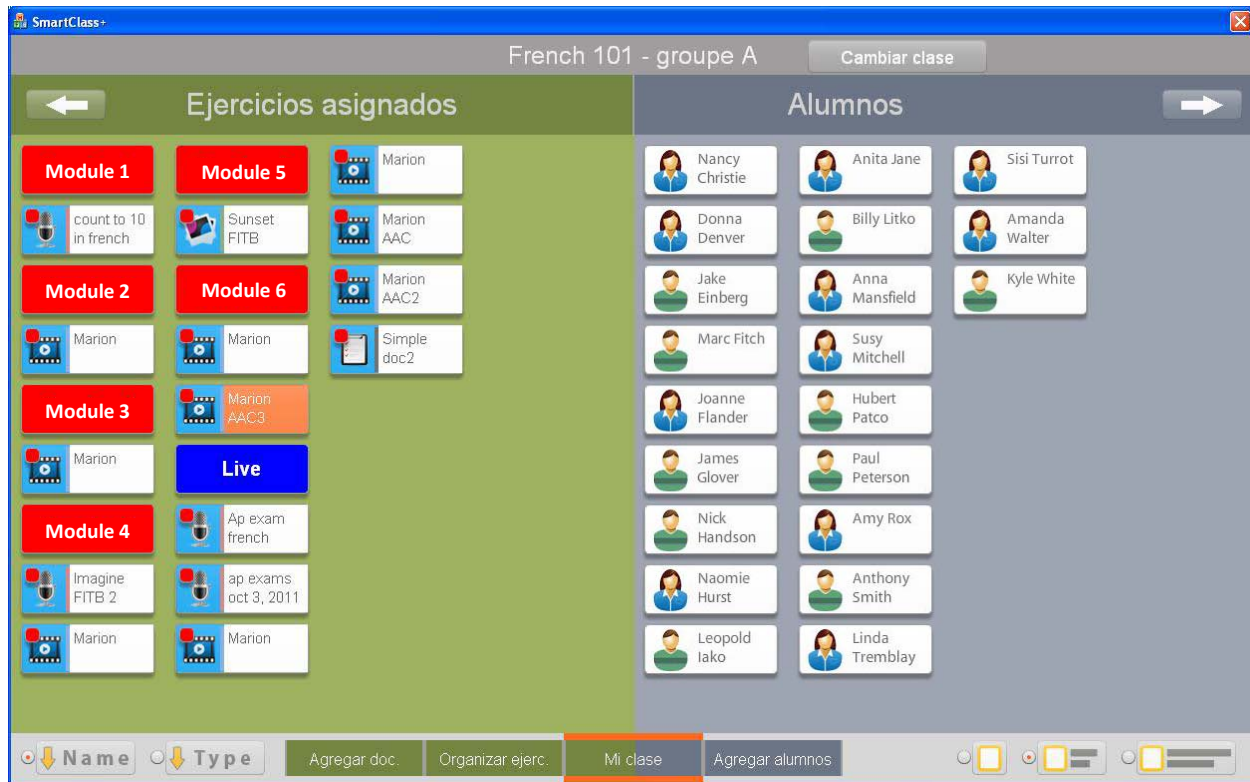 SmartClass+
French 101 - groupe A
Cambiar clase
Ejercicios asignados
Module 1
count to 10
in french
Module 2
Marion
Module 3
Marion
Module 4
Imagine
FITB 2
Marion
Module 5
Sunset
FITB
Module 6
Marion
Marion
AAC3
Live
Ap exam
french
ap exams
oct 3, 2011
Marion
Marion
Marion
AAC
Marion
AAC2
Simple
doc2
Alumnos
Nancy
Christie
Donna
Denver
Jake
Einberg
Marc Fitch
Joanne
Flander
James
Glover
Nick
Handson
Naomie
Hurst
Leopold
Iako
Anita Jane
Billy Litko
Anna
Mansfield
Susy
Mitchell
Hubert
Patco
Paul
Peterson
Amy Rox
Anthony
Smith
Linda
Tremblay
Sisi Turrot
Amanda
Walter
Kyle White
Name
Type
Agregar doc.
Organizar ejerc.
Mi clase
Agregar alumnos